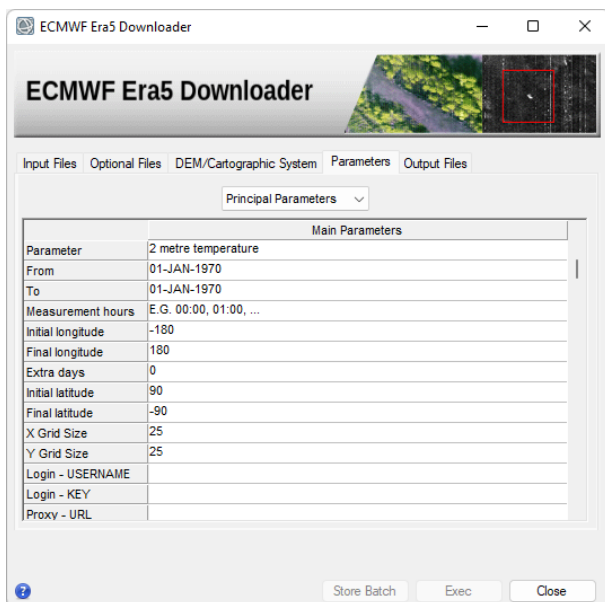 ECMWF Era5 Downloader
ECMWF Era5 Downloader
Input Files Optional Files DEM/Cartographic System Parameters Output Files
Principal Parameters
Main Parameters
Parameter 2 metre temperature
From 01-JAN-1970
To 01-JAN-1970
Measurement hours E.G. 00:00, 01:00, ...
Initial longitude -180
Final longitude 180
Extra days 0
Initial latitude 90
Final latitude -90
X Grid Size 25
Y Grid Size 25
Login - USERNAME
Login - KEY
Proxy - URL
Store Batch Exec Close